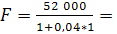 F = 52 000 / 1+0,04*1 =